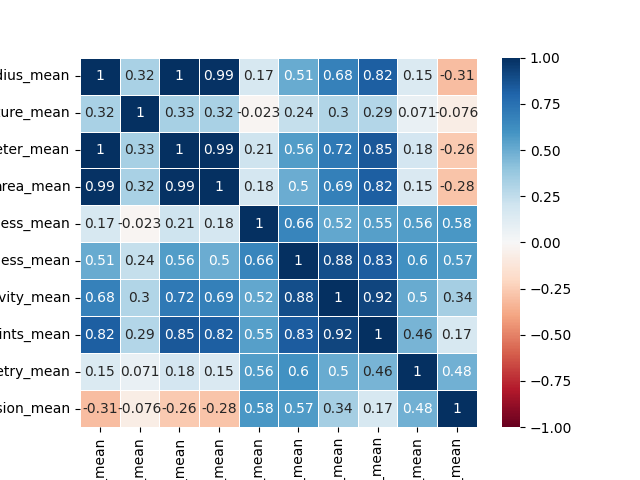 dius_mean 1 0.32 1 0.99 0.17 0.51 0.68 0.82 0.15 -0.31
ure_mean 0.32 1 0.33 0.32 -0.023 0.24 0.3 0.29 0.071 -0.076
eter_mean 1 0.33 1 0.99 0.21 0.56 0.72 0.85 0.18 -0.26
area_mean 0.99 0.32 0.99 1 0.18 0.5 0.69 0.82 0.15 -0.28
ess_mean 0.17 -0.023 0.21 0.18 1 0.66 0.52 0.55 0.56 0.58
ess_mean 0.51 0.24 0.56 0.5 0.66 1 0.88 0.83 0.6 0.57
vity_mean 0.68 0.3 0.72 0.69 0.52 0.88 1 0.92 0.5 0.34
ints_mean 0.82 0.29 0.85 0.82 0.55 0.83 0.92 1 0.46 0.17
etry_mean 0.15 0.071 0.18 0.15 0.56 0.6 0.5 0.46 1 0.48
sion_mean -0.31 -0.076 -0.26 -0.28 0.58 0.57 0.34 0.17 0.48 1
_mean _mean _mean _mean _mean _mean _mean _mean _mean _mean
1.00
0.75
0.50
0.25
0.00
−0.25
−0.50
−0.75
−1.00